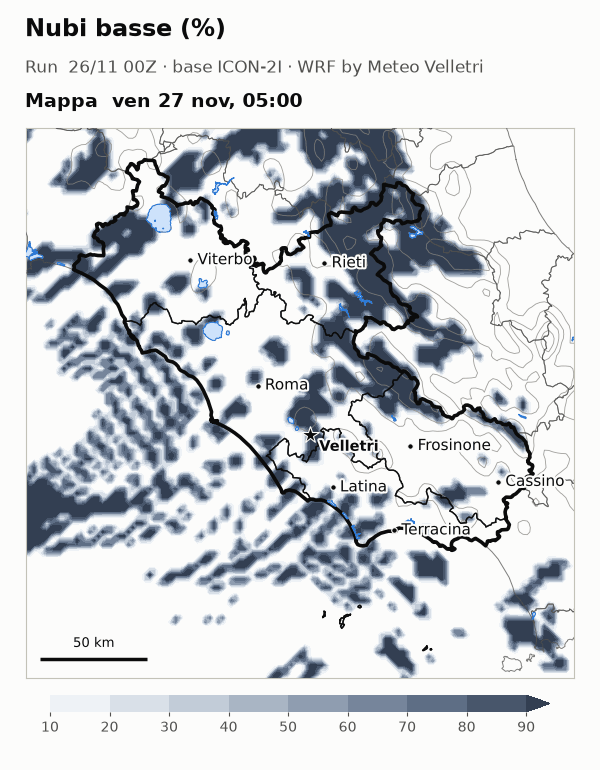 Nubi basse (%)
Run  26/11 00Z · base ICON-2I · WRF by Meteo Velletri
Mappa  ven 27 nov, 05:00
Viterbo
Rieti
Roma
Velletri
Frosinone
Latina
Cassino
Terracina
50 km
10 20 30 40 50 60 70 80 90